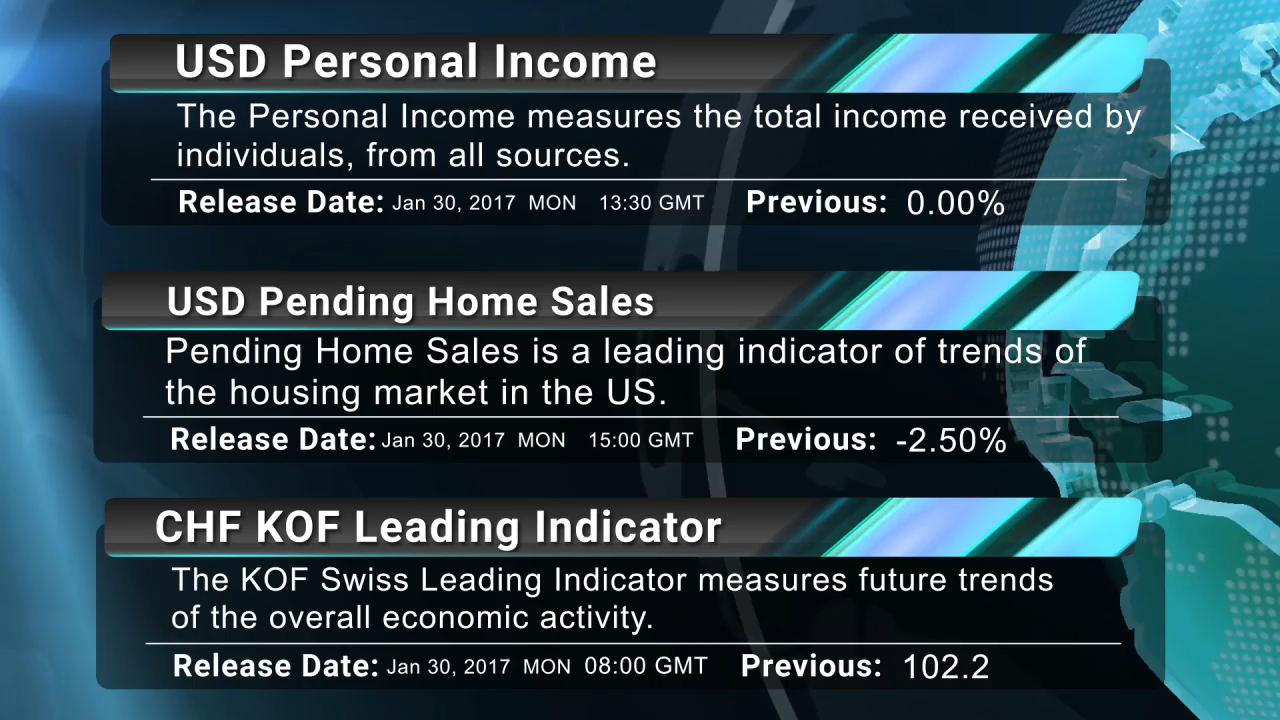 USD Personal Income
The Personal Income measures the total income received by
individuals, from all sources.
Release Date: Jan 30, 2017 MON 13:30 GMT Previous: 0.00%
USD Pending Home Sales
Pending Home Sales is a leading indicator of trends of
the housing market in the US.
Release Date: Jan 30, 2017 MON 15:00 GMT Previous: -2.50%
CHF KOF Leading Indicator
The KOF Swiss Leading Indicator measures future trends
of the overall economic activity.
Release Date: Jan 30, 2017 MON 08:00 GMT Previous: 102.2